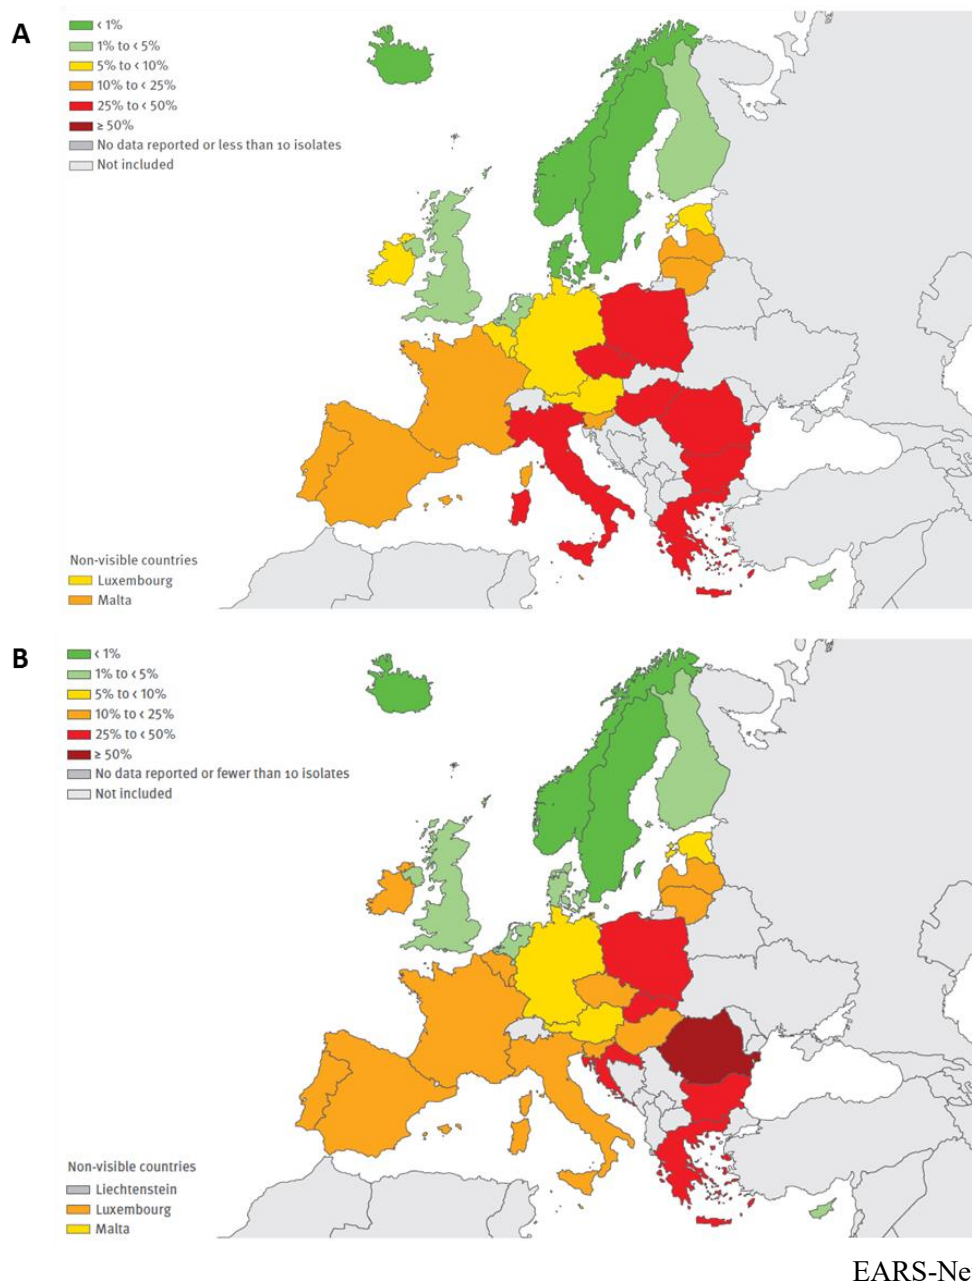 A
< 1%
1% to < 5%
5% to < 10%
10% to < 25%
25% to < 50%
≥ 50%
No data reported or less than 10 isolates
Not included
Non-visible countries
Luxembourg
Malta
B
< 1%
1% to < 5%
5% to < 10%
10% to < 25%
25% to < 50%
≥ 50%
No data reported or fewer than 10 isolates
Not included
Non-visible countries
Liechtenstein
Luxembourg
Malta
EARS-Ne